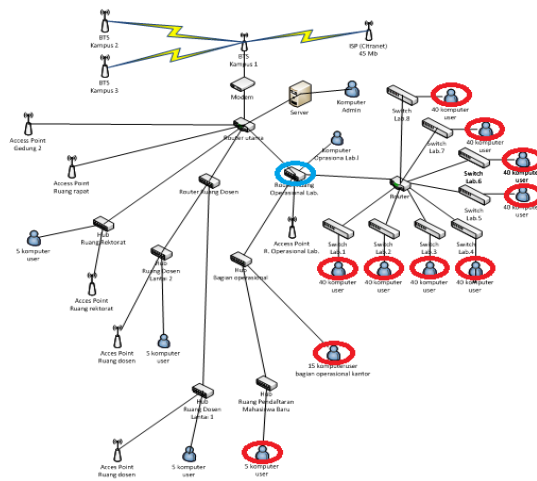 BTS
Kampus 2
BTS
Kampus 3
BTS
Kampus 1
ISP (Citranet)
45 Mb
Modem
Server
Komputer
Admin
Router utama
Access Point
Gedung 2
Access Point
Ruang rapat
Router Ruang Dosen
Komputer
Oprasiona Lab.I
Operasional Lab.
Access Point
R. Operasional Lab.
Router
Switch
Lab.8
40 komputer
user
Switch
Lab.7
40 komputer
user
Switch
Lab.6
40 komputer
user
Switch
Lab.5
40 komputer
user
Switch
Lab.1
Switch
Lab.2
Switch
Lab.3
Switch
Lab.4
40 komputer
user
40 komputer
user
40 komputer
user
40 komputer
user
Hub
Ruang Rektorat
5 komputer
user
Acces Point
Ruang rektorat
Hub
Ruang Dosen
Lantai 2
Acces Point
Ruang dosen
5 komputer
user
Hub
Bagian operasional
15 komputeruser
bagian operasional kantor
Hub
Ruang Pendaftaran
Mahasiswa Baru
5 komputer
user
Hub
Ruang Dosen
Lantai 1
Acces Point
Ruang dosen
5 komputer
user